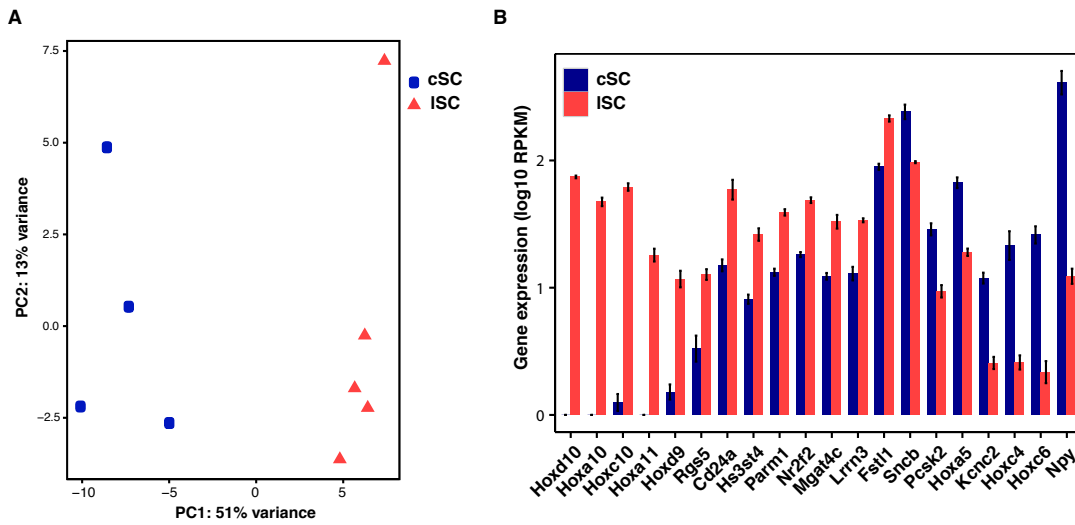 A
7.5
5.0
2.5
0.0
−2.5
PC2: 13% variance
−10
−5
0
5
PC1: 51% variance
cSC
lSC
B
cSC
lSC
Gene expression (log10 RPKM)
2
1
0
Hoxd10
Hoxa10
Hoxc10
Hoxa11
Hoxd9
Rgs5
Cd24a
Hs3st4
Parm1
Nr2f2
Mgat4c
Lrrn3
Fstl1
Sncb
Pcsk2
Hoxa5
Kcnc2
Hoxc4
Hoxc6
Npy